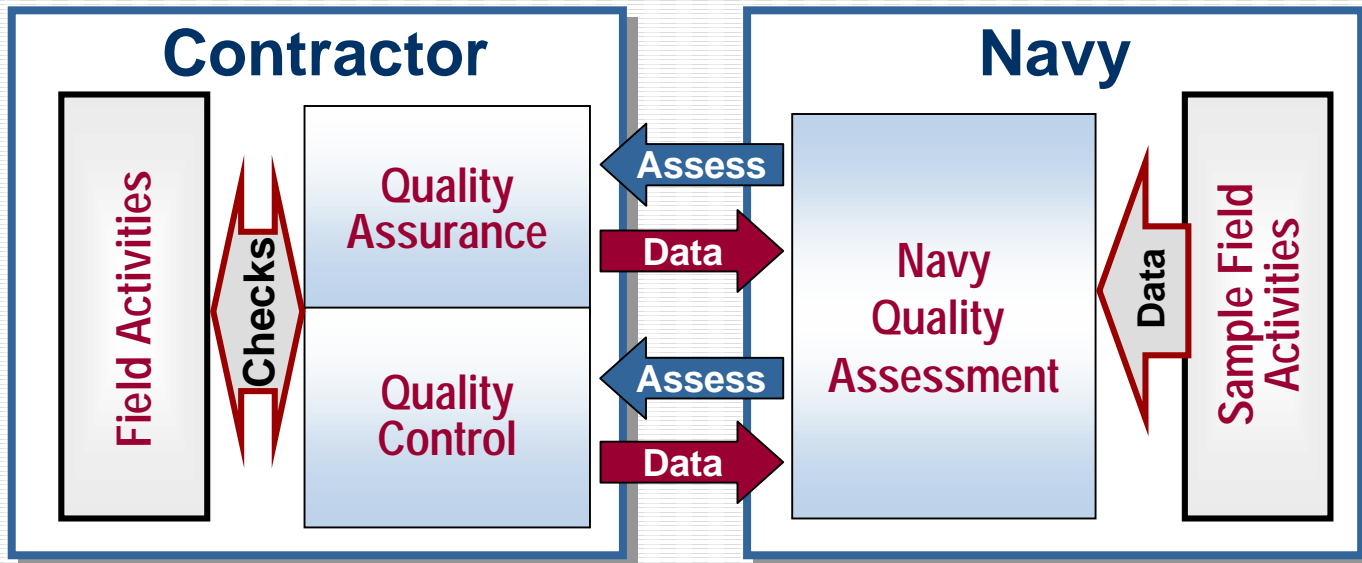 Contractor
Navy
Field Activities
Checks
Quality
Assurance
Quality
Control
Assess
Data
Assess
Data
Navy
Quality
Assessment
Data
Sample Field
Activities